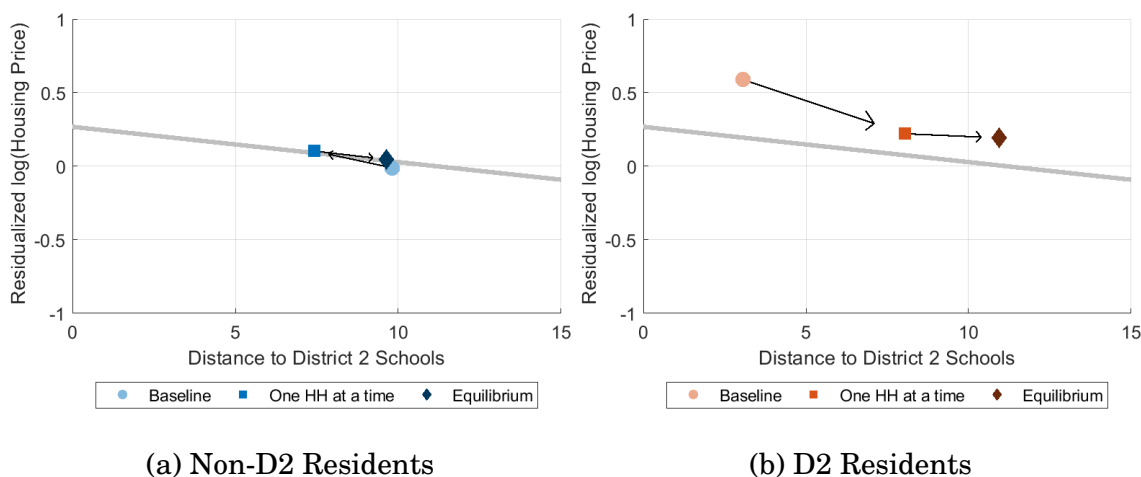 Residualized log(Housing Price)
1
0.5
0
-0.5
-1
0
5
10
15
Distance to District 2 Schools
Baseline
One HH at a time
Equilibrium
(a) Non-D2 Residents
Residualized log(Housing Price)
1
0.5
0
-0.5
-1
0
5
10
15
Distance to District 2 Schools
Baseline
One HH at a time
Equilibrium
(b) D2 Residents